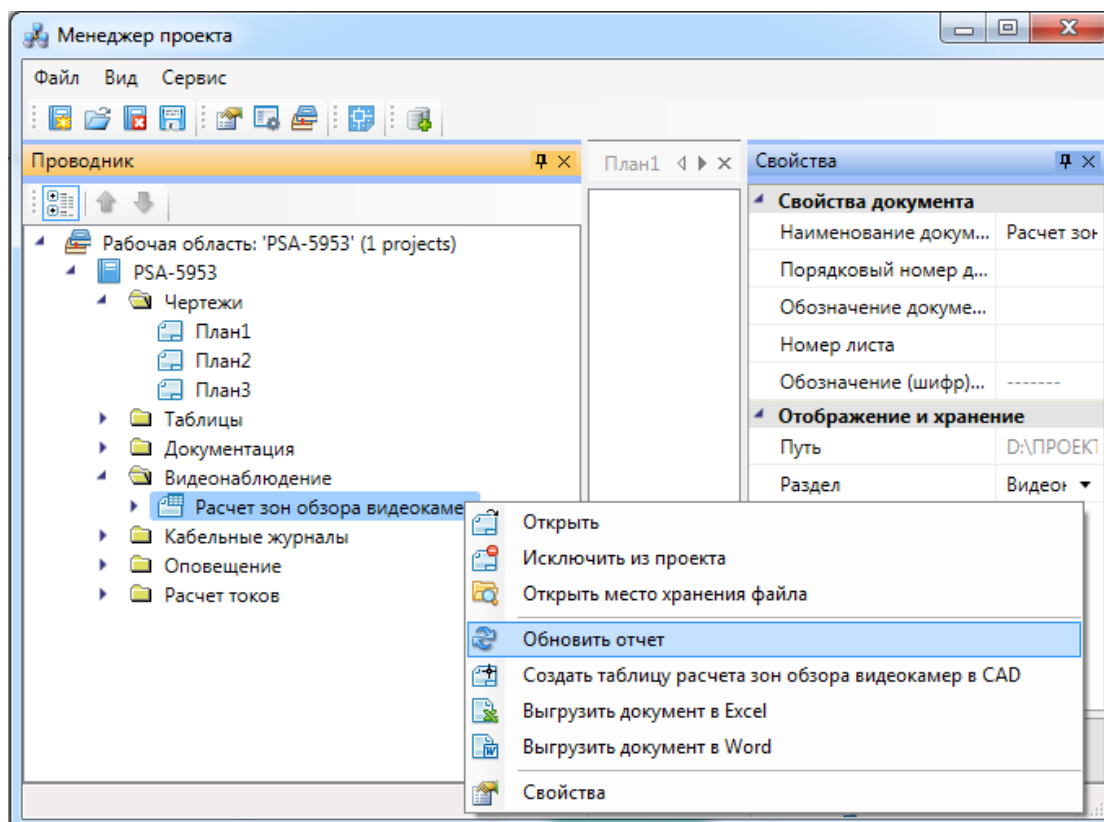 Менеджер проекта
Файл Вид Сервис
Проводник
План1
Свойства
Рабочая область: 'PSA-5953' (1 projects)
PSA-5953
Чертежи
План1
План2
План3
Таблицы
Документация
Видеонаблюдение
Расчет зон обзора видеокаме
Кабельные журналы
Оповещение
Расчет токов
Свойства документа
Наименование докум... Расчет зон
Порядковый номер д...
Обозначение докуме...
Номер листа
Обозначение (шифр)... -------
Отображение и хранение
Путь D:\ПРОЕКТ
Раздел Видеон
Открыть
Исключить из проекта
Открыть место хранения файла
Обновить отчет
Создать таблицу расчета зон обзора видеокамер в CAD
Выгрузить документ в Excel
Выгрузить документ в Word
Свойства